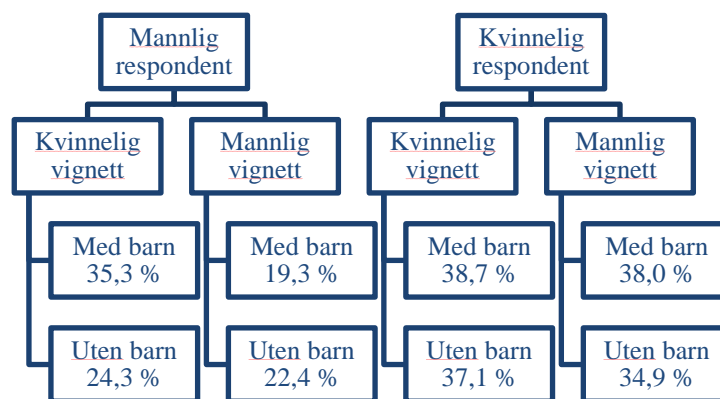 Mannlig
respondent
Kvinnelig
respondent
Kvinnelig
vignett
Mannlig
vignett
Kvinnelig
vignett
Mannlig
vignett
Med barn
35,3 %
Med barn
19,3 %
Med barn
38,7 %
Med barn
38,0 %
Uten barn
24,3 %
Uten barn
22,4 %
Uten barn
37,1 %
Uten barn
34,9 %